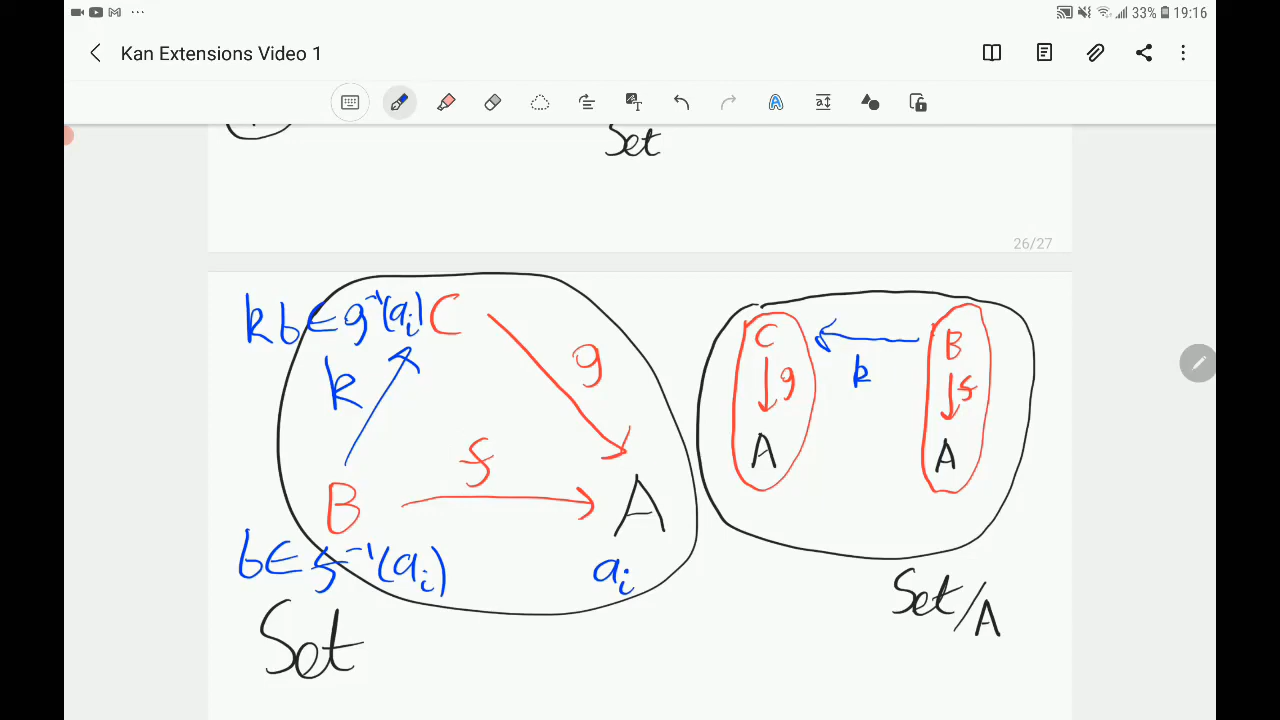 19:16
33%
Kan Extensions Video 1
Set
26/27
kb ∈ g⁻¹(aᵢ) C
g
k
f
B
A
b ∈ f⁻¹(aᵢ)
aᵢ
Set
C
B
k
g
f
A
A
Set/A